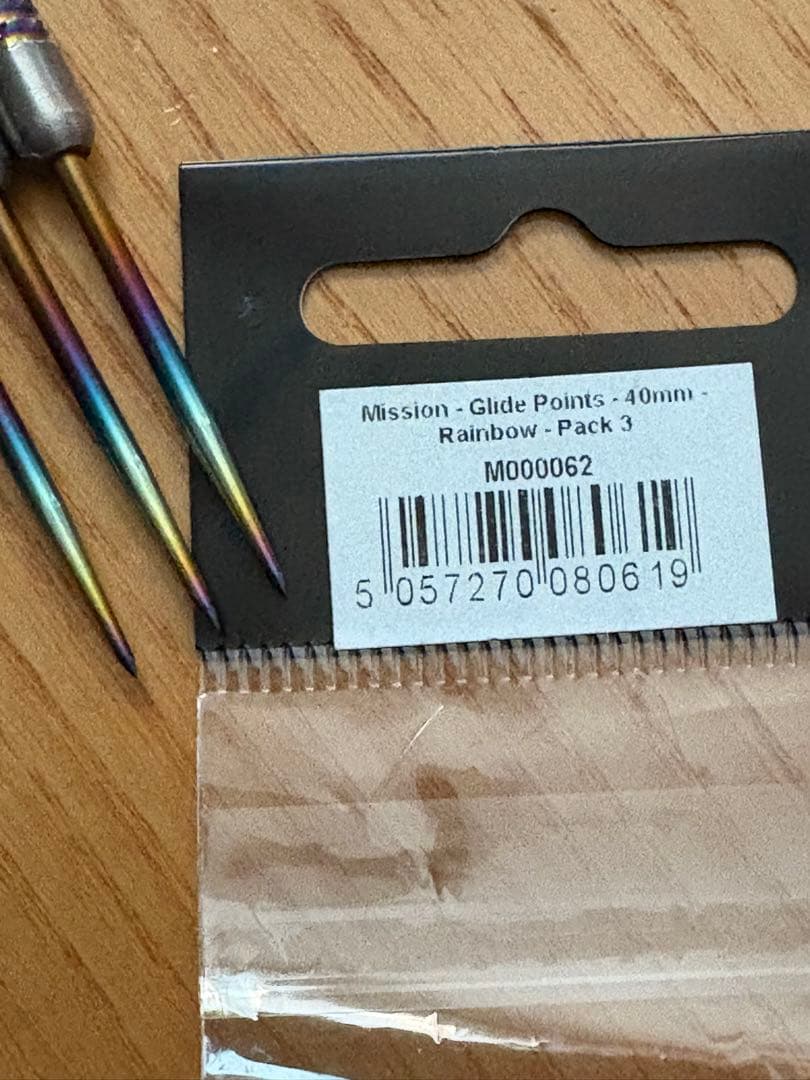 Mission - Glide Points - 40mm -
Rainbow - Pack 3
M000062
5 057270 080619